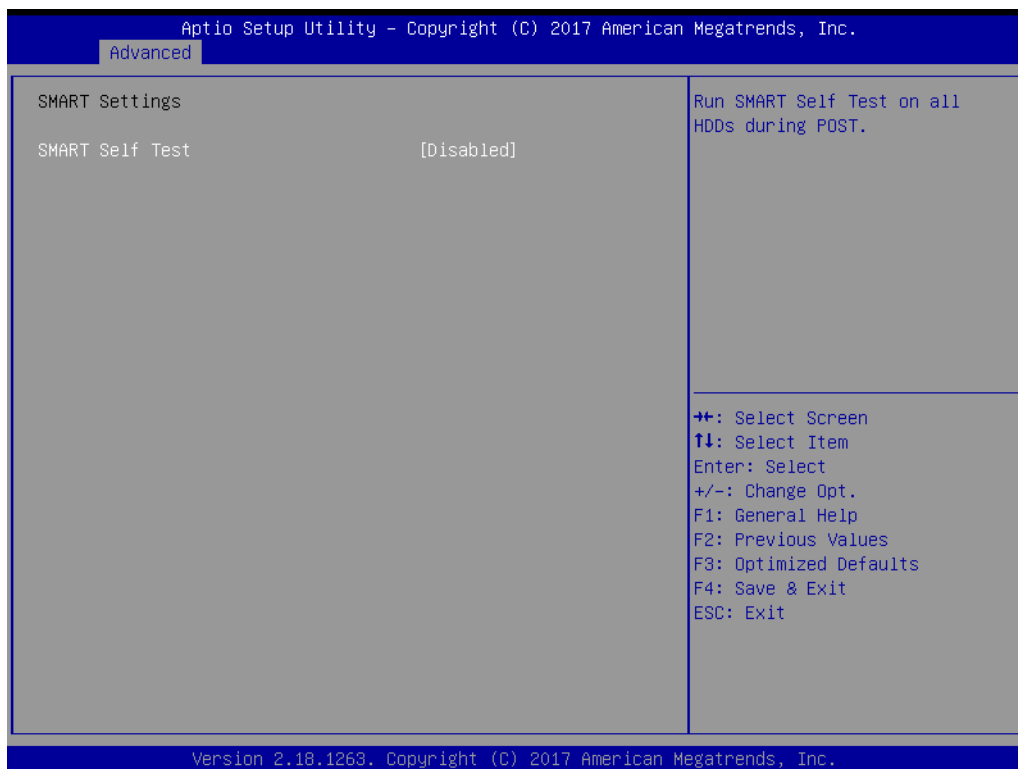 Aptio Setup Utility – Copyright (C) 2017 American Megatrends, Inc.
Advanced
SMART Settings
SMART Self Test [Disabled]
Run SMART Self Test on all
HDDs during POST.
→←: Select Screen
↑↓: Select Item
Enter: Select
+/-: Change Opt.
F1: General Help
F2: Previous Values
F3: Optimized Defaults
F4: Save & Exit
ESC: Exit
Version 2.18.1263. Copyright (C) 2017 American Megatrends, Inc.